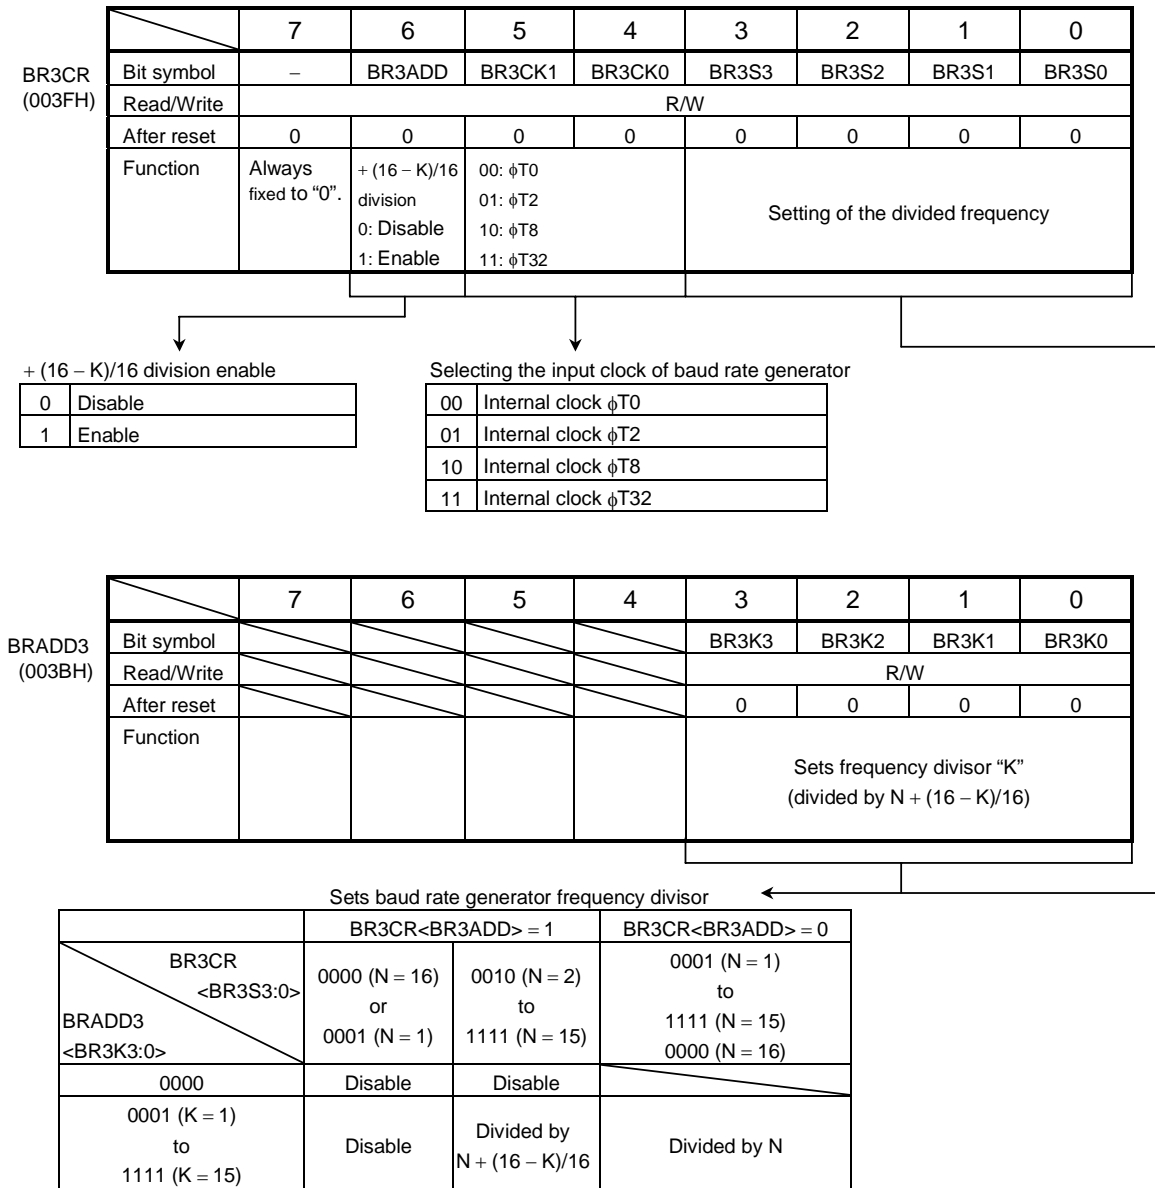 7 6 5 4 3 2 1 0
BR3CR
(003FH)
Bit symbol – BR3ADD BR3CK1 BR3CK0 BR3S3 BR3S2 BR3S1 BR3S0
Read/Write R/W
After reset 0 0 0 0 0 0 0 0
Function
Always
fixed to “0”.
+ (16 − K)/16
division
0: Disable
1: Enable
00: ϕT0
01: ϕT2
10: ϕT8
11: ϕT32
Setting of the divided frequency
+ (16 − K)/16 division enable
0 Disable
1 Enable
Selecting the input clock of baud rate generator
00 Internal clock ϕT0
01 Internal clock ϕT2
10 Internal clock ϕT8
11 Internal clock ϕT32
7 6 5 4 3 2 1 0
BRADD3
(003BH)
Bit symbol BR3K3 BR3K2 BR3K1 BR3K0
Read/Write R/W
After reset 0 0 0 0
Function
Sets frequency divisor “K”
(divided by N + (16 − K)/16)
Sets baud rate generator frequency divisor
BR3CR<BR3ADD> = 1 BR3CR<BR3ADD> = 0
BR3CR
<BR3S3:0>
BRADD3
<BR3K3:0>
0000 (N = 16)
or
0001 (N = 1)
0010 (N = 2)
to
1111 (N = 15)
0001 (N = 1)
to
1111 (N = 15)
0000 (N = 16)
0000 Disable Disable
0001 (K = 1)
to
1111 (K = 15)
Disable
Divided by
N + (16 − K)/16
Divided by N